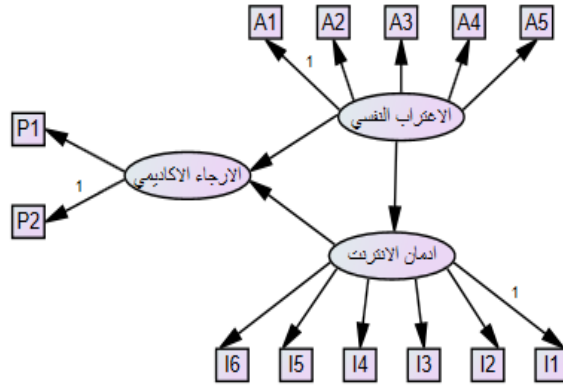 A1 A2 A3 A4 A5
1
الاغتراب النفسي
P1
الارجاء الاكاديمي
1
P2
ادمان الانترنت
1
I6 I5 I4 I3 I2 I1